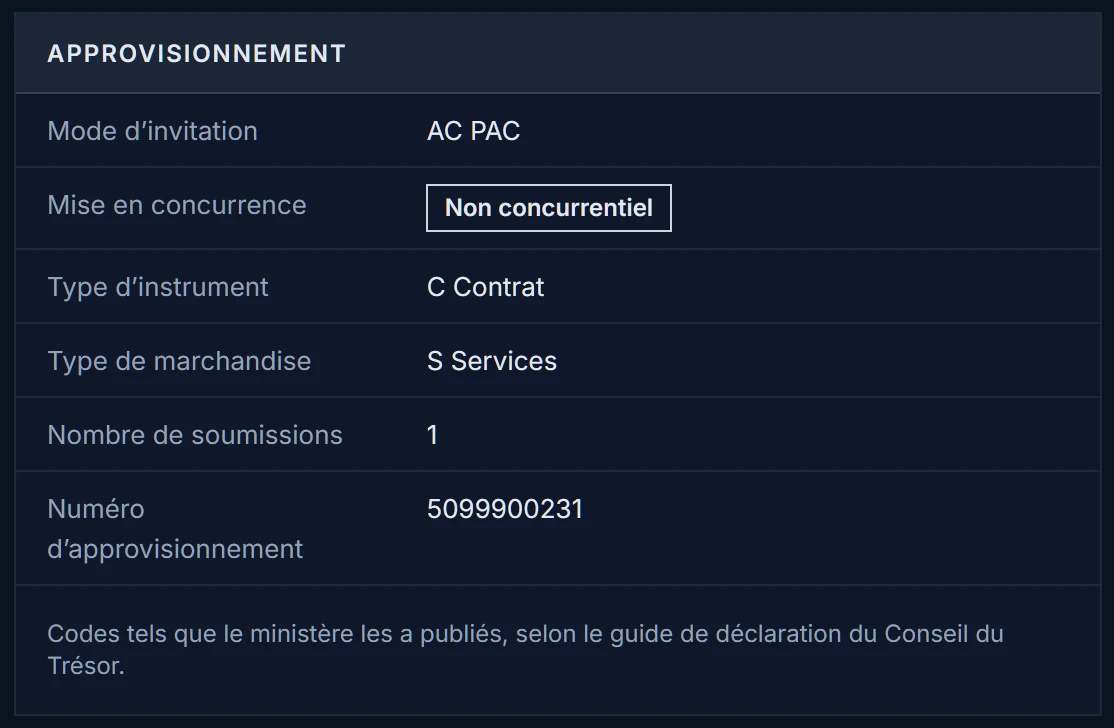 APPROVISIONNEMENT
Mode d’invitation AC PAC
Mise en concurrence Non concurrentiel
Type d’instrument C Contrat
Type de marchandise S Services
Nombre de soumissions 1
Numéro 5099900231
d’approvisionnement
Codes tels que le ministère les a publiés, selon le guide de déclaration du Conseil du
Trésor.